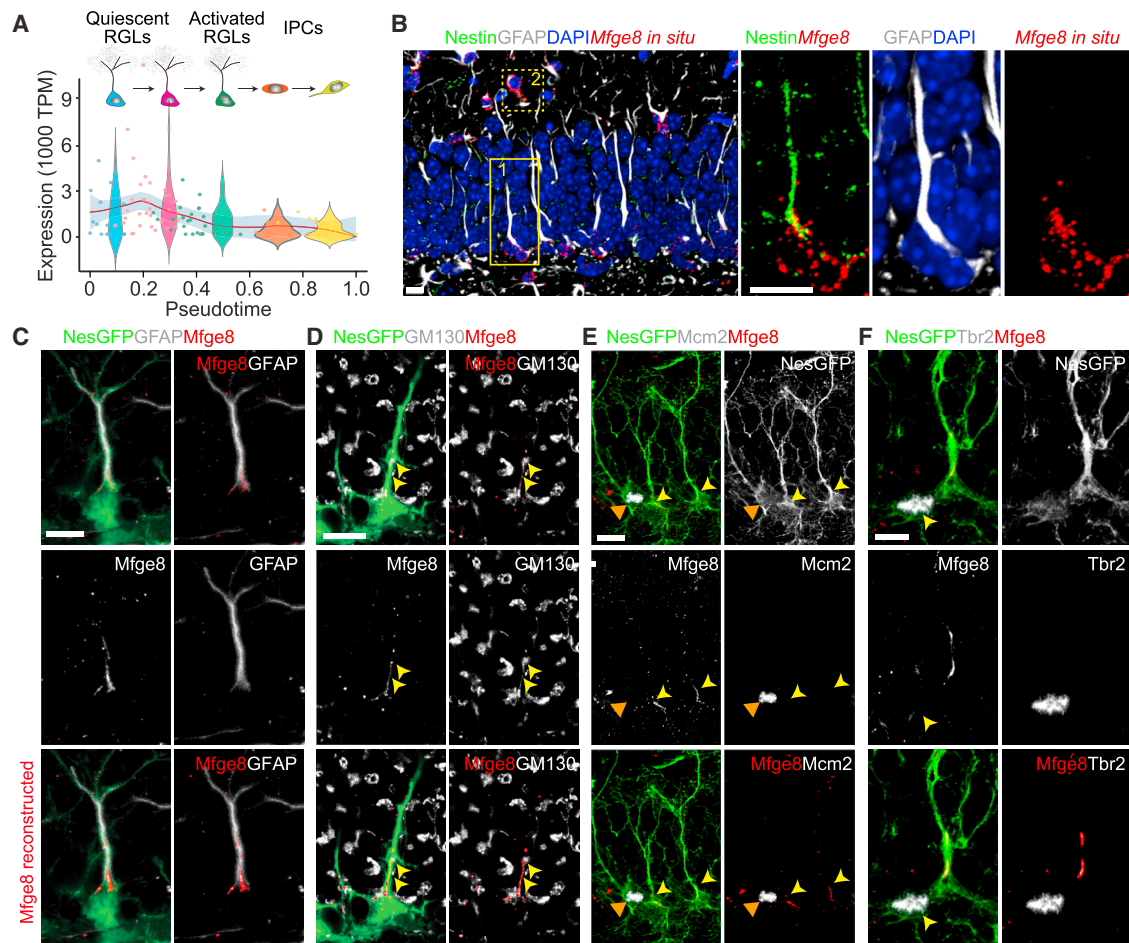 A
Quiescent RGLs
Activated RGLs
IPCs
Expression (1000 TPM)
9
6
3
0
0 0.2 0.4 0.6 0.8 1.0
Pseudotime
B
NestinGFAPDAPIMfge8 in situ
NestinMfge8
GFAPDAPI
Mfge8 in situ
2
1
C
NesGFPGFAPMfge8
Mfge8GFAP
Mfge8
GFAP
Mfge8GFAP
Mfge8 reconstructed
D
NesGFPGM130Mfge8
Mfge8GM130
Mfge8
GM130
Mfge8GM130
E
NesGFPMcm2Mfge8
NesGFP
Mfge8
Mcm2
Mfge8Mcm2
F
NesGFPTbr2Mfge8
NesGFP
Mfge8
Tbr2
Mfge8Tbr2